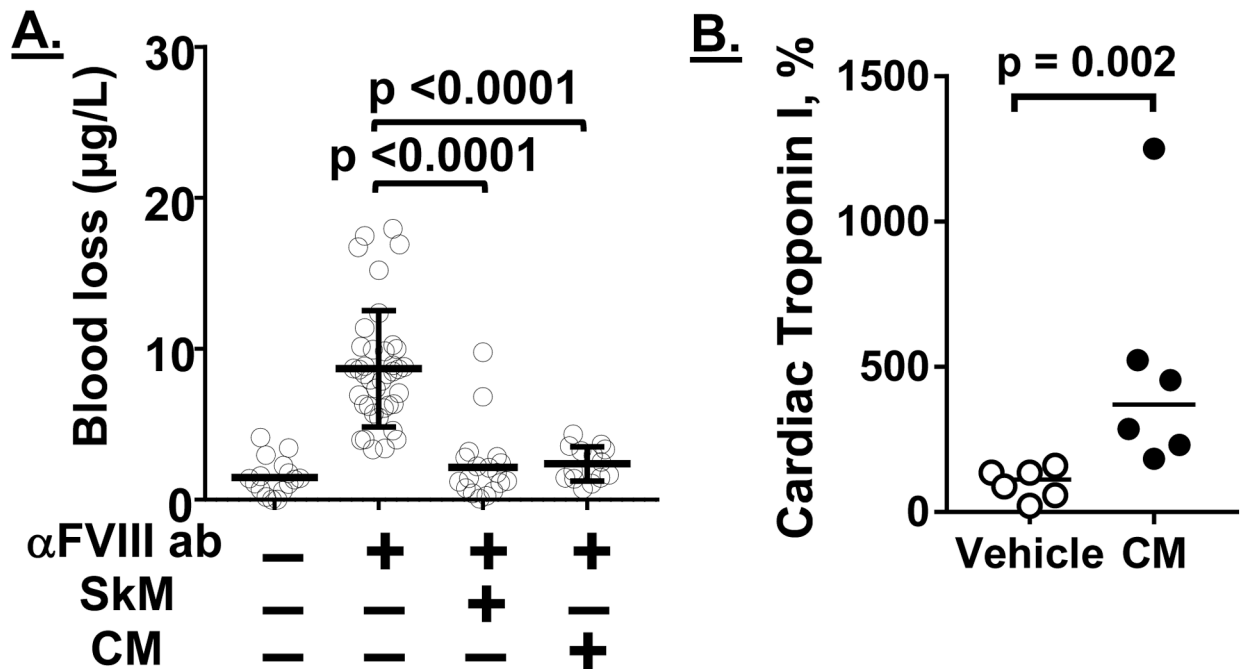 A.
Blood loss (µg/L)
30
20
10
0
p <0.0001
p <0.0001
αFVIII ab – + + +
SkM – – + –
CM – – – +
B.
Cardiac Troponin I, %
1500
1000
500
0
p = 0.002
Vehicle CM